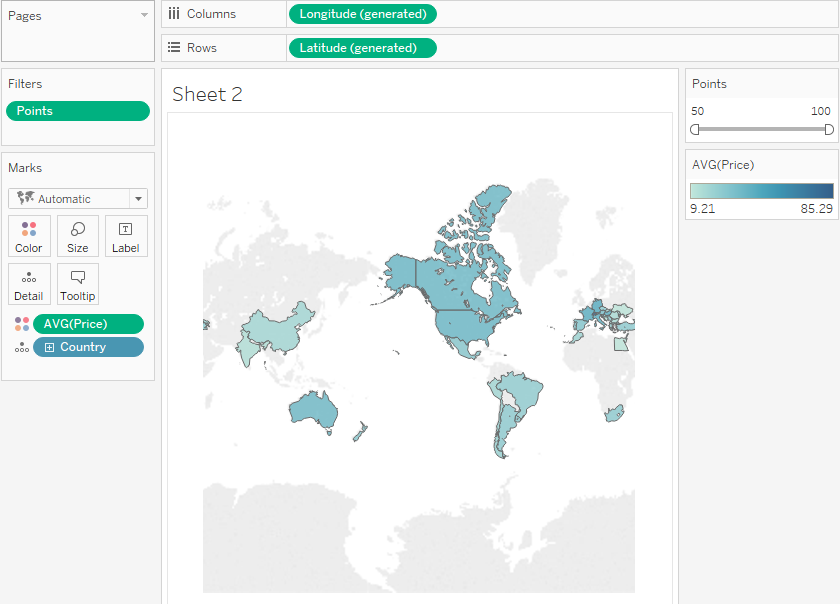 Pages
Columns
Longitude (generated)
Rows
Latitude (generated)
Filters
Points
Marks
Automatic
Color
Size
Label
Detail
Tooltip
AVG(Price)
Country
Sheet 2
Points
50
100
AVG(Price)
9.21
85.29